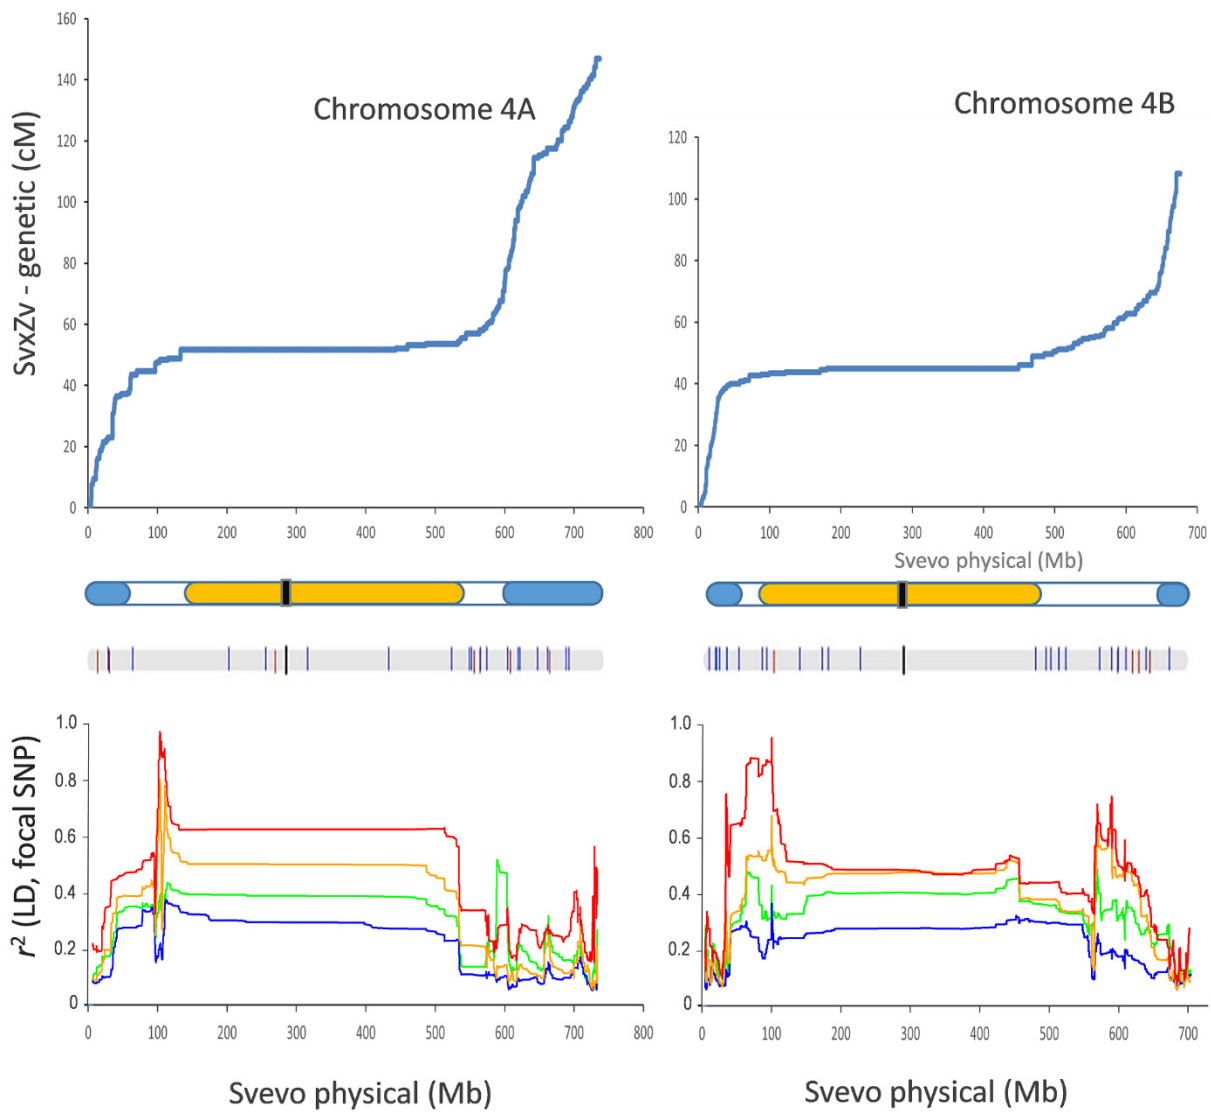 160
140
120
100
80
60
40
20
0
SvxZv - genetic (cM)
Chromosome 4A
0 100 200 300 400 500 600 700 800
Chromosome 4B
120
100
80
60
40
20
0
0 100 200 300 400 500 600 700
Svevo physical (Mb)
1.0
0.8
0.6
0.4
0.2
0
r² (LD, focal SNP)
0 100 200 300 400 500 600 700 800
Svevo physical (Mb)
1.0
0.8
0.6
0.4
0.2
0
0 100 200 300 400 500 600 700
Svevo physical (Mb)